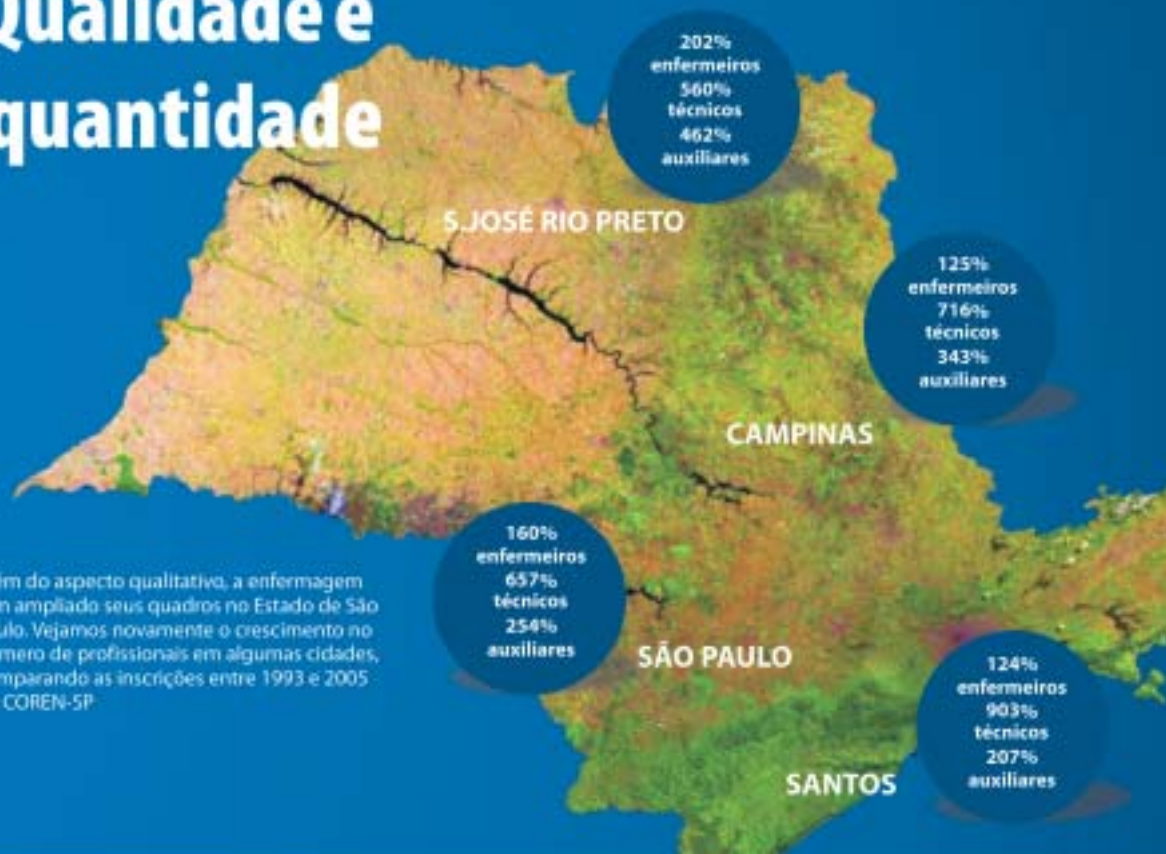 Qualidade e
quantidade
202%
enfermeiros
560%
técnicos
462%
auxiliares
S.JOSÉ RIO PRETO
125%
enfermeiros
716%
técnicos
343%
auxiliares
CAMPINAS
160%
enfermeiros
657%
técnicos
254%
auxiliares
do aspecto qualitativo, a enfermagem
ampliado seus quadros no Estado de São
Vejamos novamente o crescimento no
de profissionais em algumas cidades,
as inscrições entre 1993 e 2005
COREN-SP
SÃO PAULO
124%
enfermeiros
903%
técnicos
207%
auxiliares
SANTOS